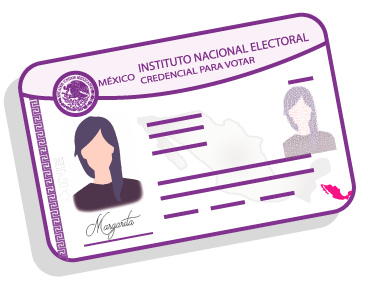 INSTITUTO NACIONAL ELECTORAL
MÉXICO CREDENCIAL PARA VOTAR
Margarita